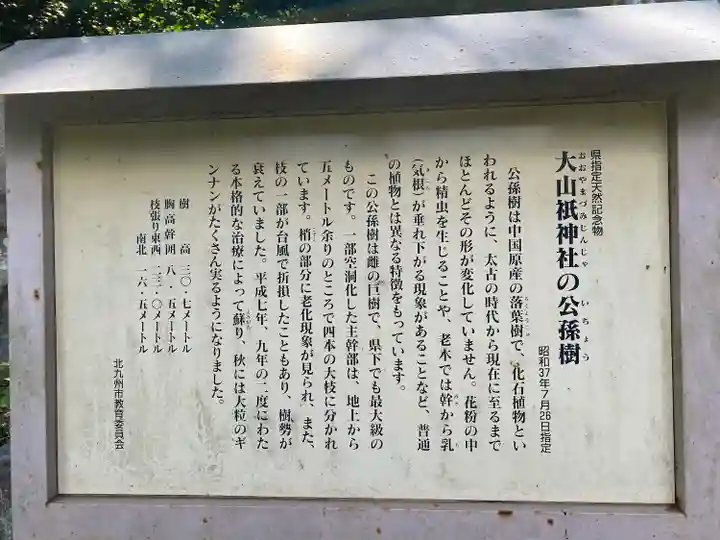 県指定天然記念物
大山祇神社の公孫樹
おおやまづみじんじゃ いちょう
昭和37年7月26日指定
公孫樹は中国原産の落葉樹で、化石植物とい
われるように、太古の時代から現在に至るまで
ほとんどその形が変化していません。花粉の中
から精虫を生じることや、老木では幹から乳
(気根)が垂れ下がる現象があることなど、普通
の植物とは異なる特徴をもっています。
この公孫樹は雌の巨樹で、県下でも最大級の
ものです。一部空洞化した主幹部は、地上から
五メートル余りのところで四本の大枝に分かれ
ています。梢の部分に老化現象が見られ、また、
枝の一部が台風で折損したこともあり、樹勢が
衰えていました。平成七年、九年の二度にわた
る本格的な治療によって蘇り、秋には大粒のギ
ンナンがたくさん実るようになりました。
樹高 三〇・七メートル
胸高幹囲 八・五メートル
枝張り東西 二三・〇メートル
南北 一六・五メートル
北九州市教育委員会